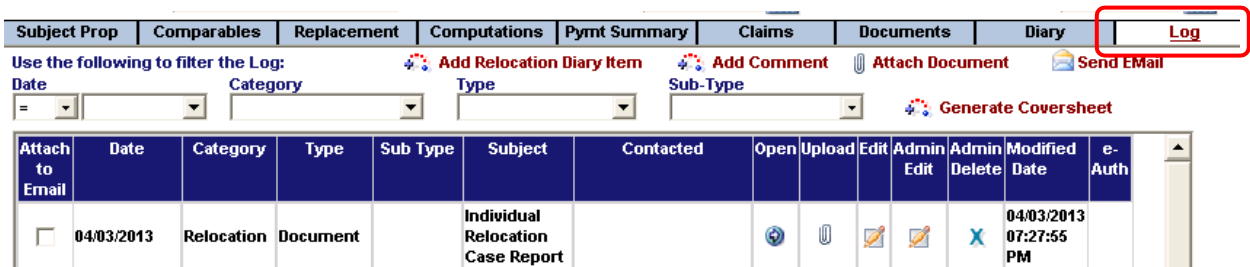 Subject Prop Comparables Replacement Computations Pymt Summary Claims Documents Diary Log
Use the following to filter the Log: Add Relocation Diary Item Add Comment Attach Document Send EMail
Date Category Type Sub-Type
= Generate Coversheet
Attach to Email Date Category Type Sub Type Subject Contacted Open Upload Edit Admin Edit Admin Delete Modified Date e-Auth
04/03/2013 Relocation Document Individual Relocation Case Report X 04/03/2013 07:27:55 PM